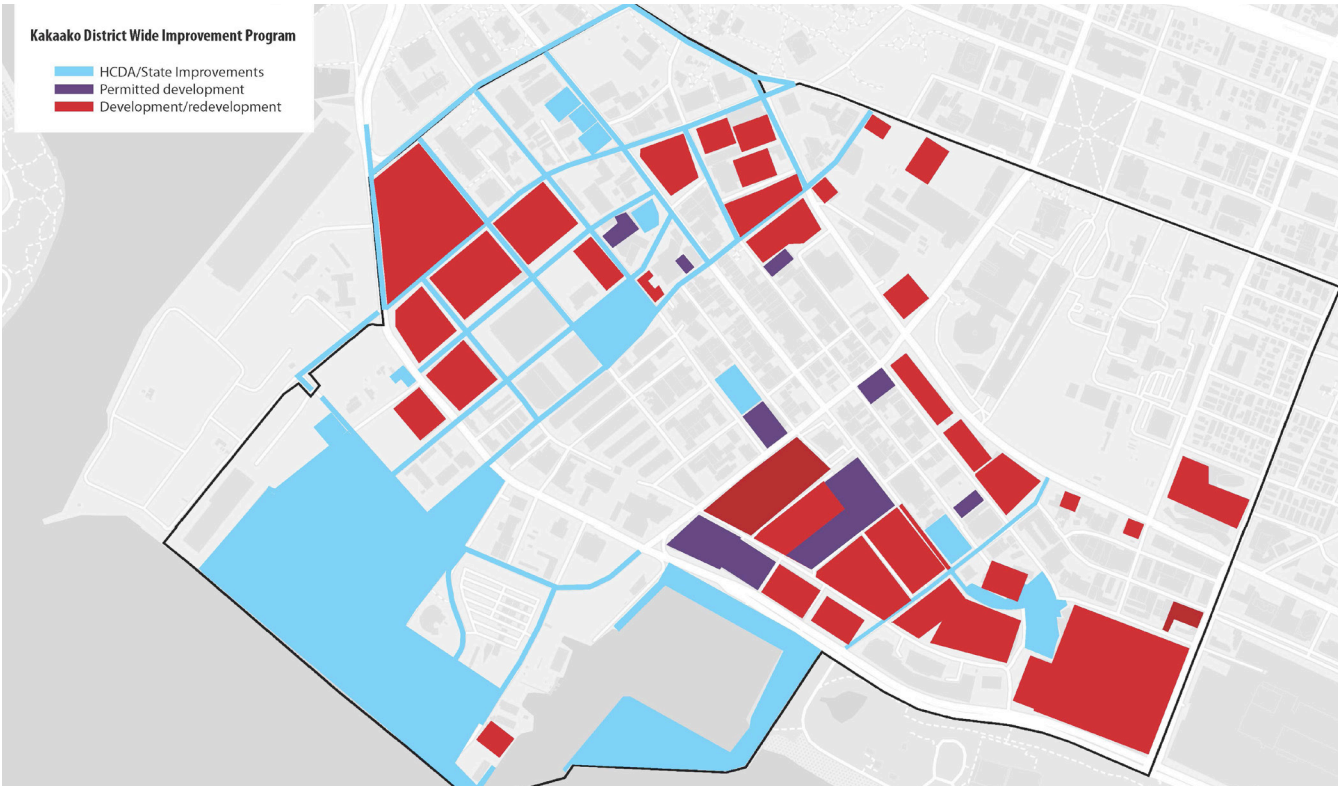 Kakaako District Wide Improvement Program
HCDA/State Improvements
Permitted development
Development/redevelopment